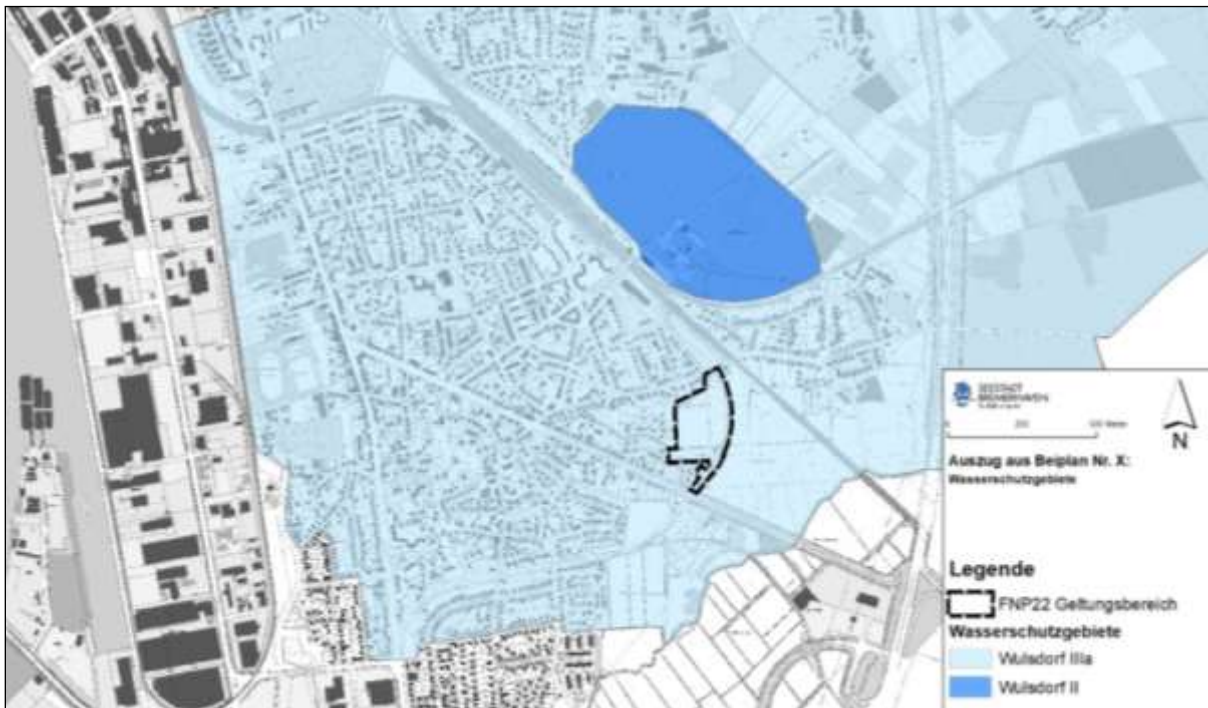 SEESTADT
BREMERHAVEN
N
Auszug aus Beiplan Nr. X:
Wasserschutzgebiete
Legende
FNP22 Geltungsbereich
Wasserschutzgebiete
Wulsdorf IIIa
Wulsdorf II